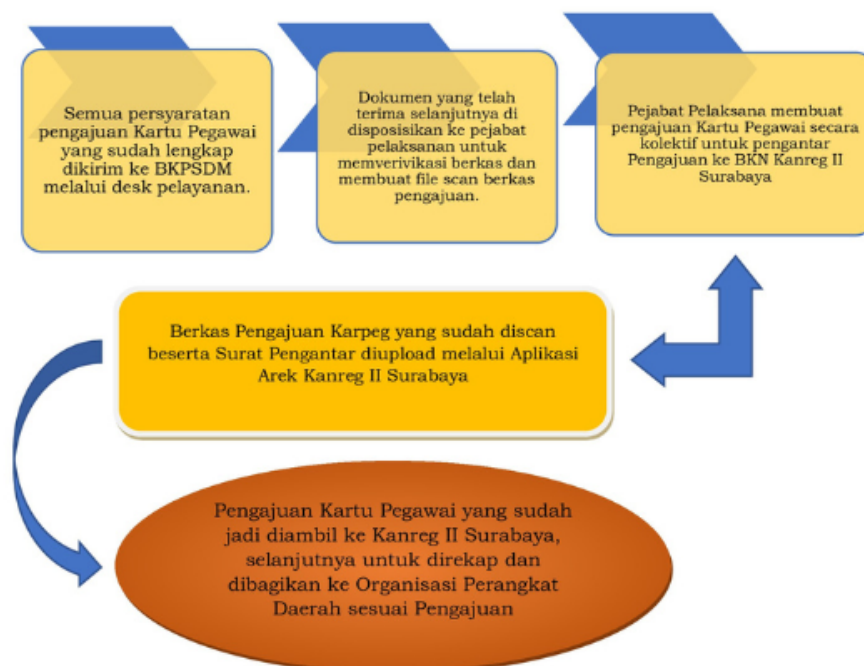 Semua persyaratan
pengajuan Kartu Pegawai
yang sudah lengkap
dikirim ke BKPSDM
melalui desk pelayanan.
Dokumen yang telah
terima selanjutnya di
disposisikan ke pejabat
pelaksanan untuk
memverivikasi berkas dan
membuat file scan berkas
pengajuan.
Pejabat Pelaksana membuat
pengajuan Kartu Pegawai secara
kolektif untuk pengantar
Pengajuan ke BKN Kanreg II
Surabaya
Berkas Pengajuan Karpeg yang sudah discan
beserta Surat Pengantar diupload melalui Aplikasi
Arek Kanreg II Surabaya
Pengajuan Kartu Pegawai yang sudah
jadi diambil ke Kanreg II Surabaya,
selanjutnya untuk direkap dan
dibagikan ke Organisasi Perangkat
Daerah sesuai Pengajuan